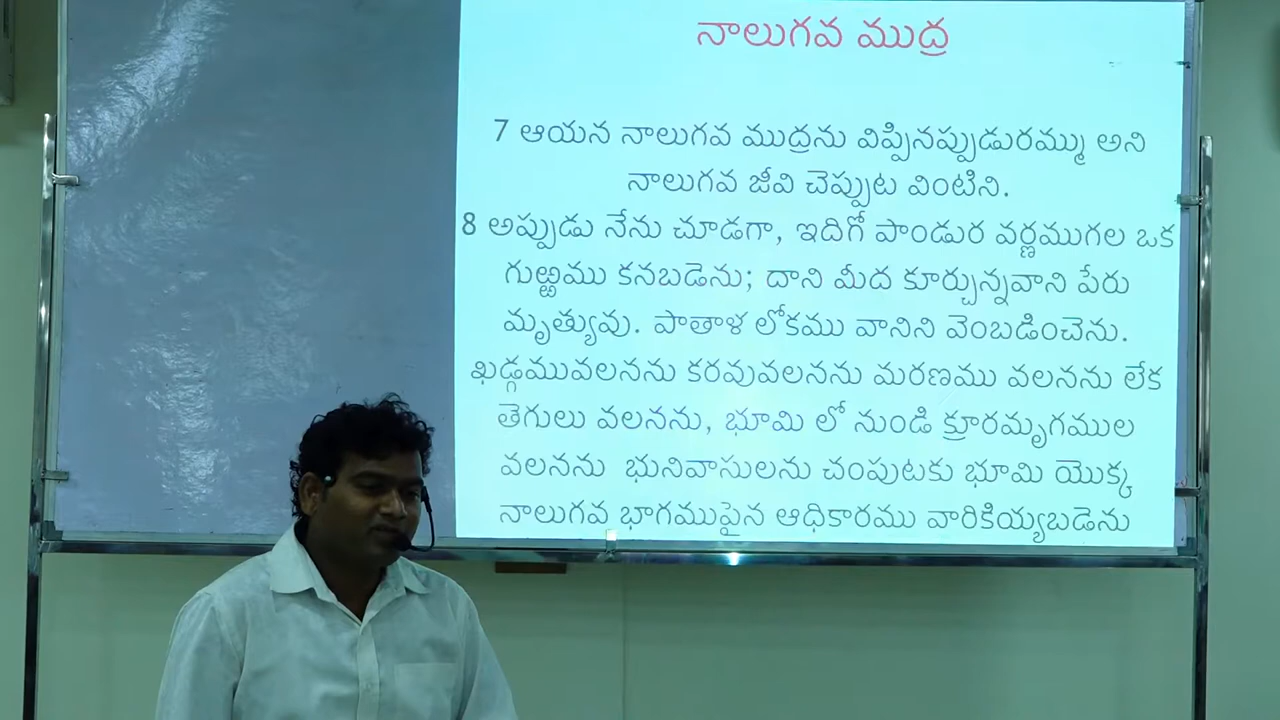 నాలుగవ ముద్ర
7 ఆయన నాలుగవ ముద్రను విప్పినప్పుడురమ్ము అని
నాలుగవ జీవి చెప్పుట వింటిని.
8 అప్పుడు నేను చూడగా, ఇదిగో పాండుర వర్ణముగల ఒక
గుఱ్ఱము కనబడెను; దాని మీద కూర్చున్నవాని పేరు
మృత్యువు. పాతాళ లోకము వానిని వెంబడించెను.
ఖడ్గమువలనను కరవువలనను మరణము వలనను లేక
తెగులు వలనను, భూమి లో నుండి క్రూరమృగముల
వలనను భునివాసులను చంపుటకు భూమి యొక్క
నాలుగవ భాగముపైన ఆధికారము వారికియ్యబడెను